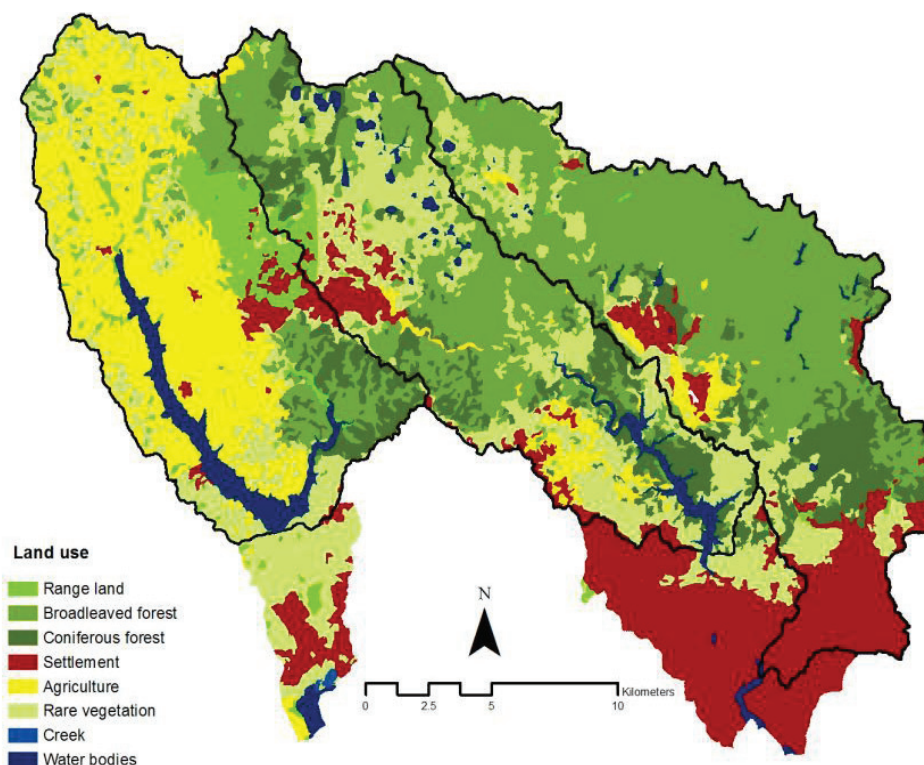 N
Land use
Range land
Broadleaved forest
Coniferous forest
Settlement
Agriculture
Rare vegetation
Creek
Water bodies
Kilometers
0 2.5 5 10